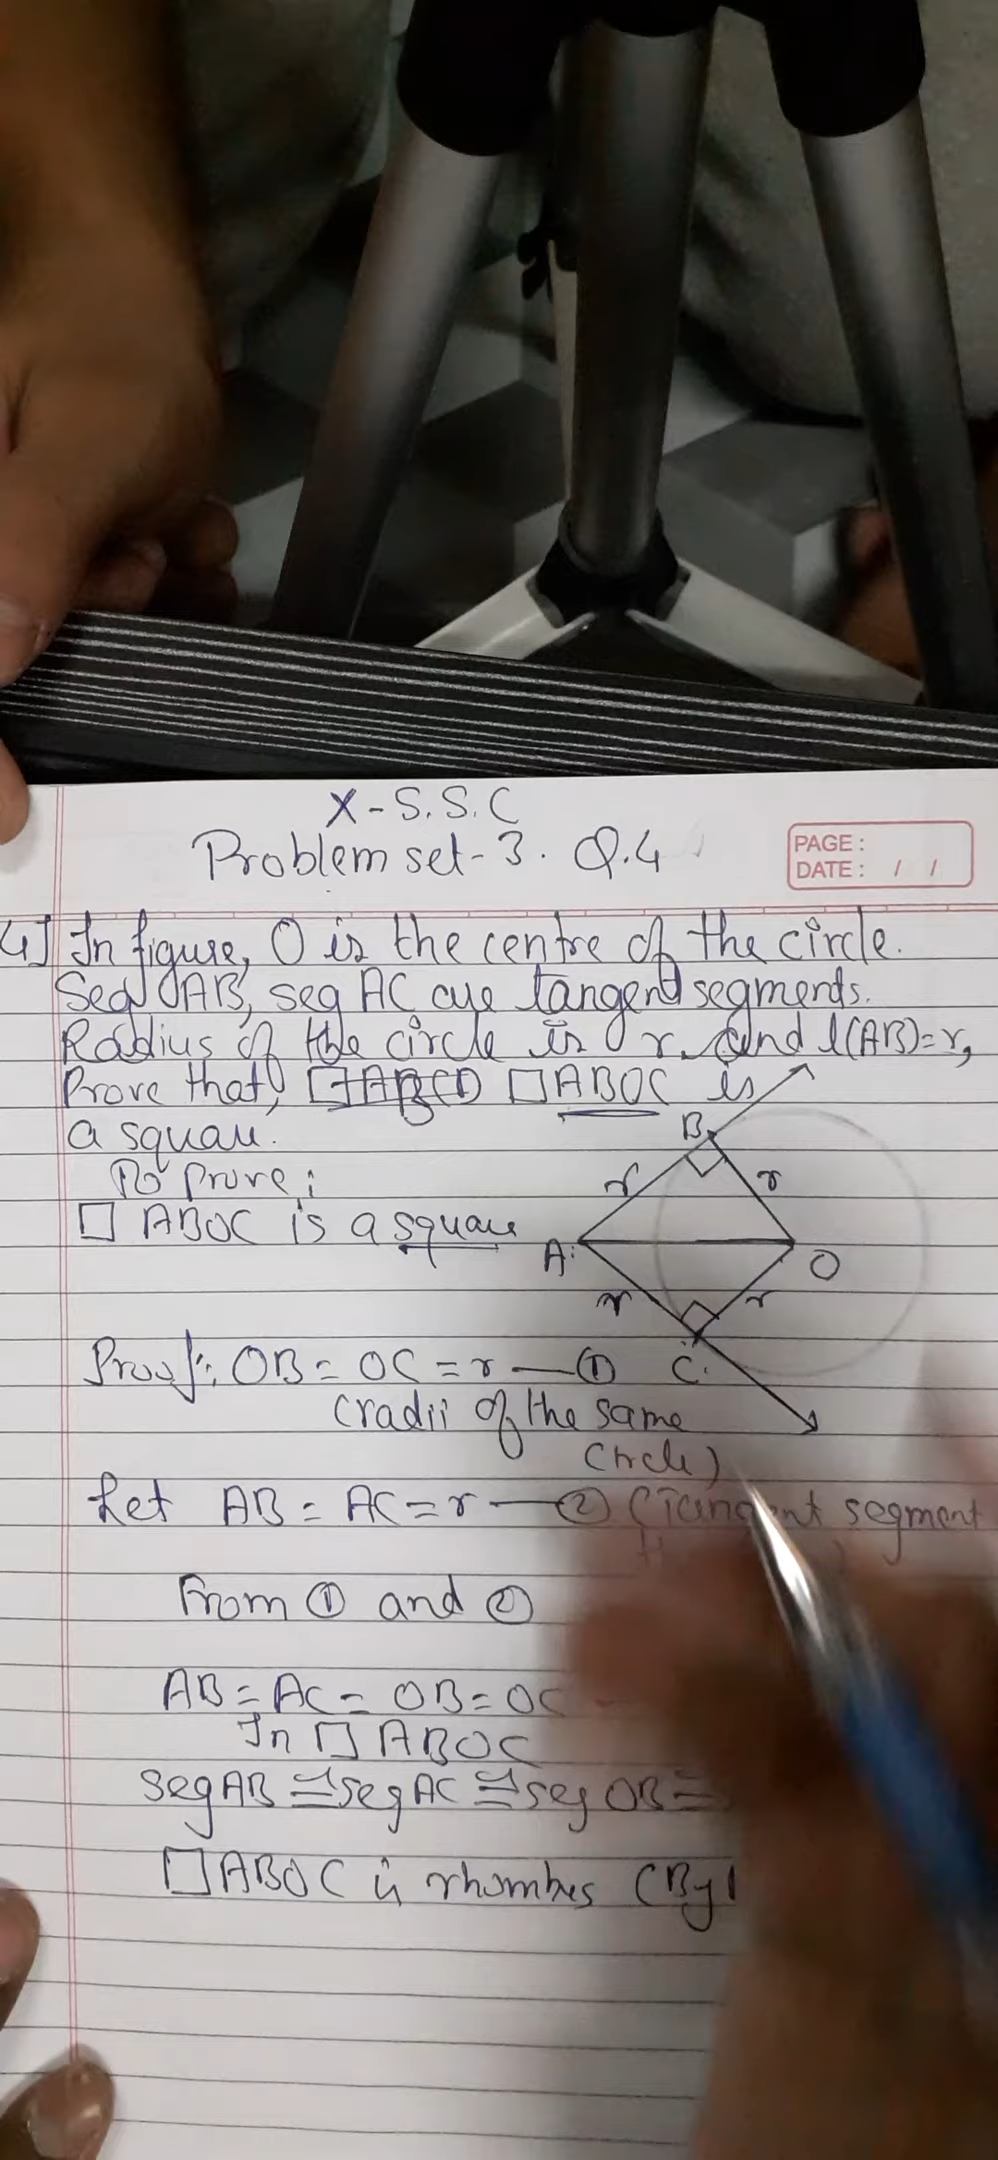 X - S.S.C
Problem set - 3. Q.4
PAGE :
DATE : / /
4] In figure, O is the centre of the circle.
Seg AB, seg AC are tangent segments.
Radius of the circle is r and l(AB)=r,
Prove that, □ABCD □ABOC is
a square.
To prove:
□ ABOC is a square
B
r
r
A
O
r
r
C
Proof: OB = OC = r — ①
(radii of the same
circle)
Let AB = AC = r — ② (Tangent segment
From ① and ②
AB = AC = OB = OC
In □ ABOC
seg AB ≅ seg AC ≅ seg OB ≅
□ABOC is rhombus (By